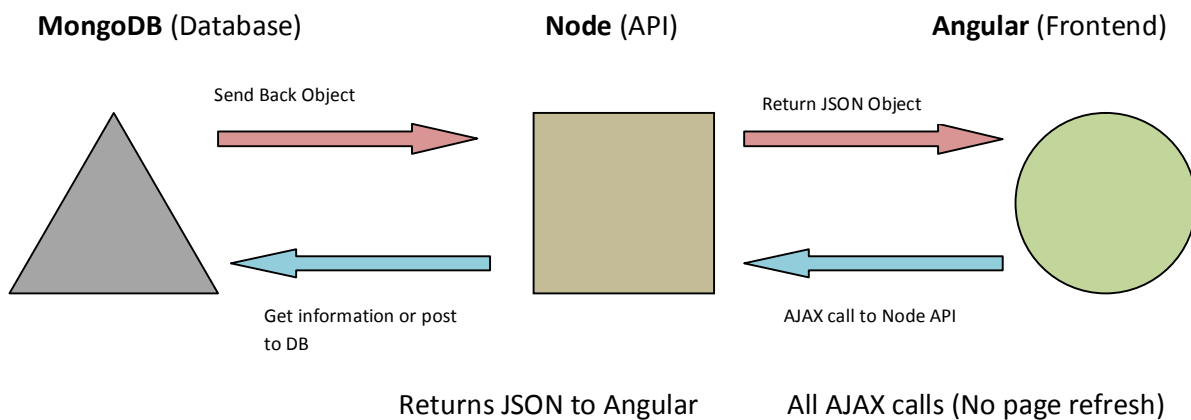 MongoDB (Database)
Node (API)
Angular (Frontend)
Send Back Object
Return JSON Object
Get information or post
to DB
AJAX call to Node API
Returns JSON to Angular
All AJAX calls (No page refresh)